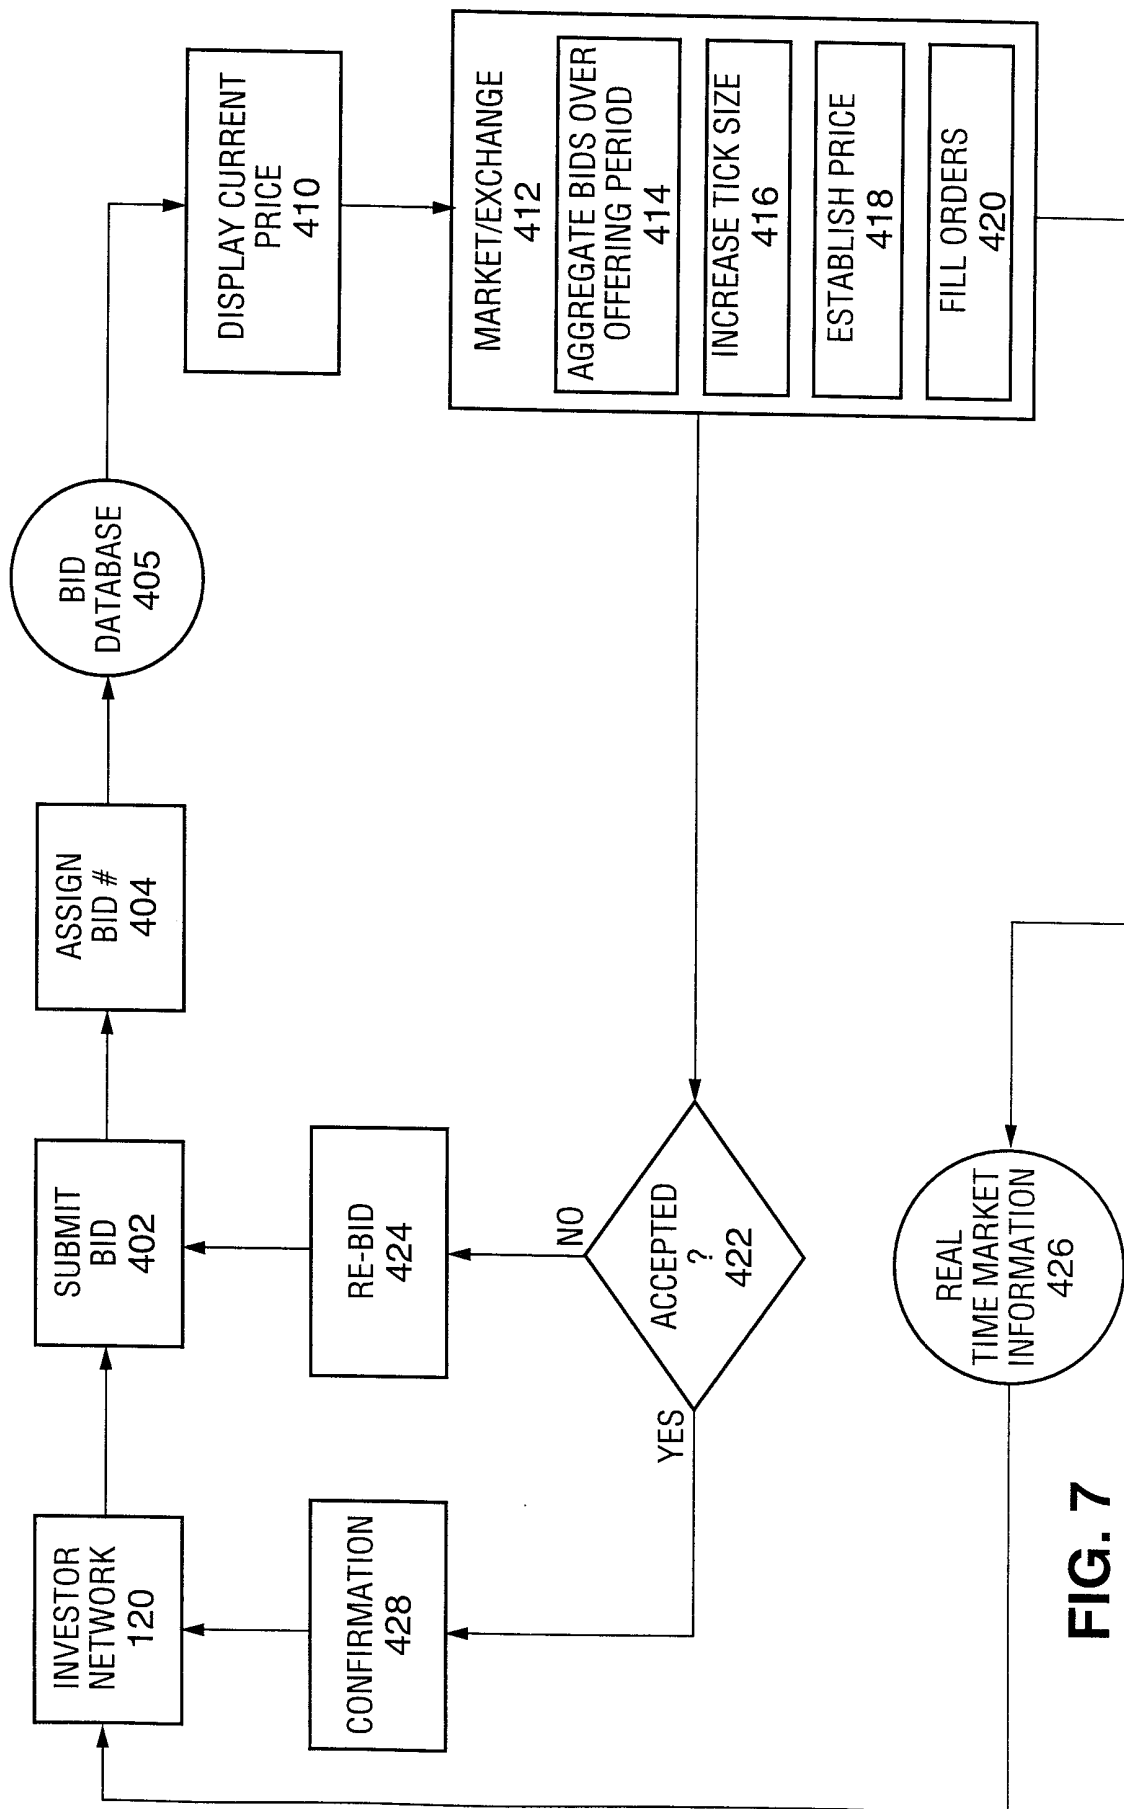 INVESTOR
NETWORK
120
SUBMIT
BID
402
ASSIGN
BID #
404
BID
DATABASE
405
DISPLAY CURRENT
PRICE
410
MARKET/EXCHANGE
412
AGGREGATE BIDS OVER
OFFERING PERIOD
414
INCREASE TICK SIZE
416
ESTABLISH PRICE
418
FILL ORDERS
420
CONFIRMATION
428
RE-BID
424
YES
NO
ACCEPTED
?
422
REAL
TIME MARKET
INFORMATION
426
FIG. 7